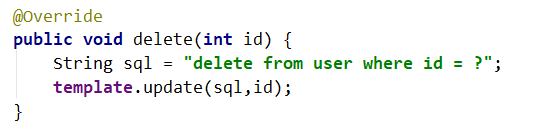 @Override
public void delete(int id) {
    String sql = "delete from user where id = ?";
    template.update(sql,id);
}